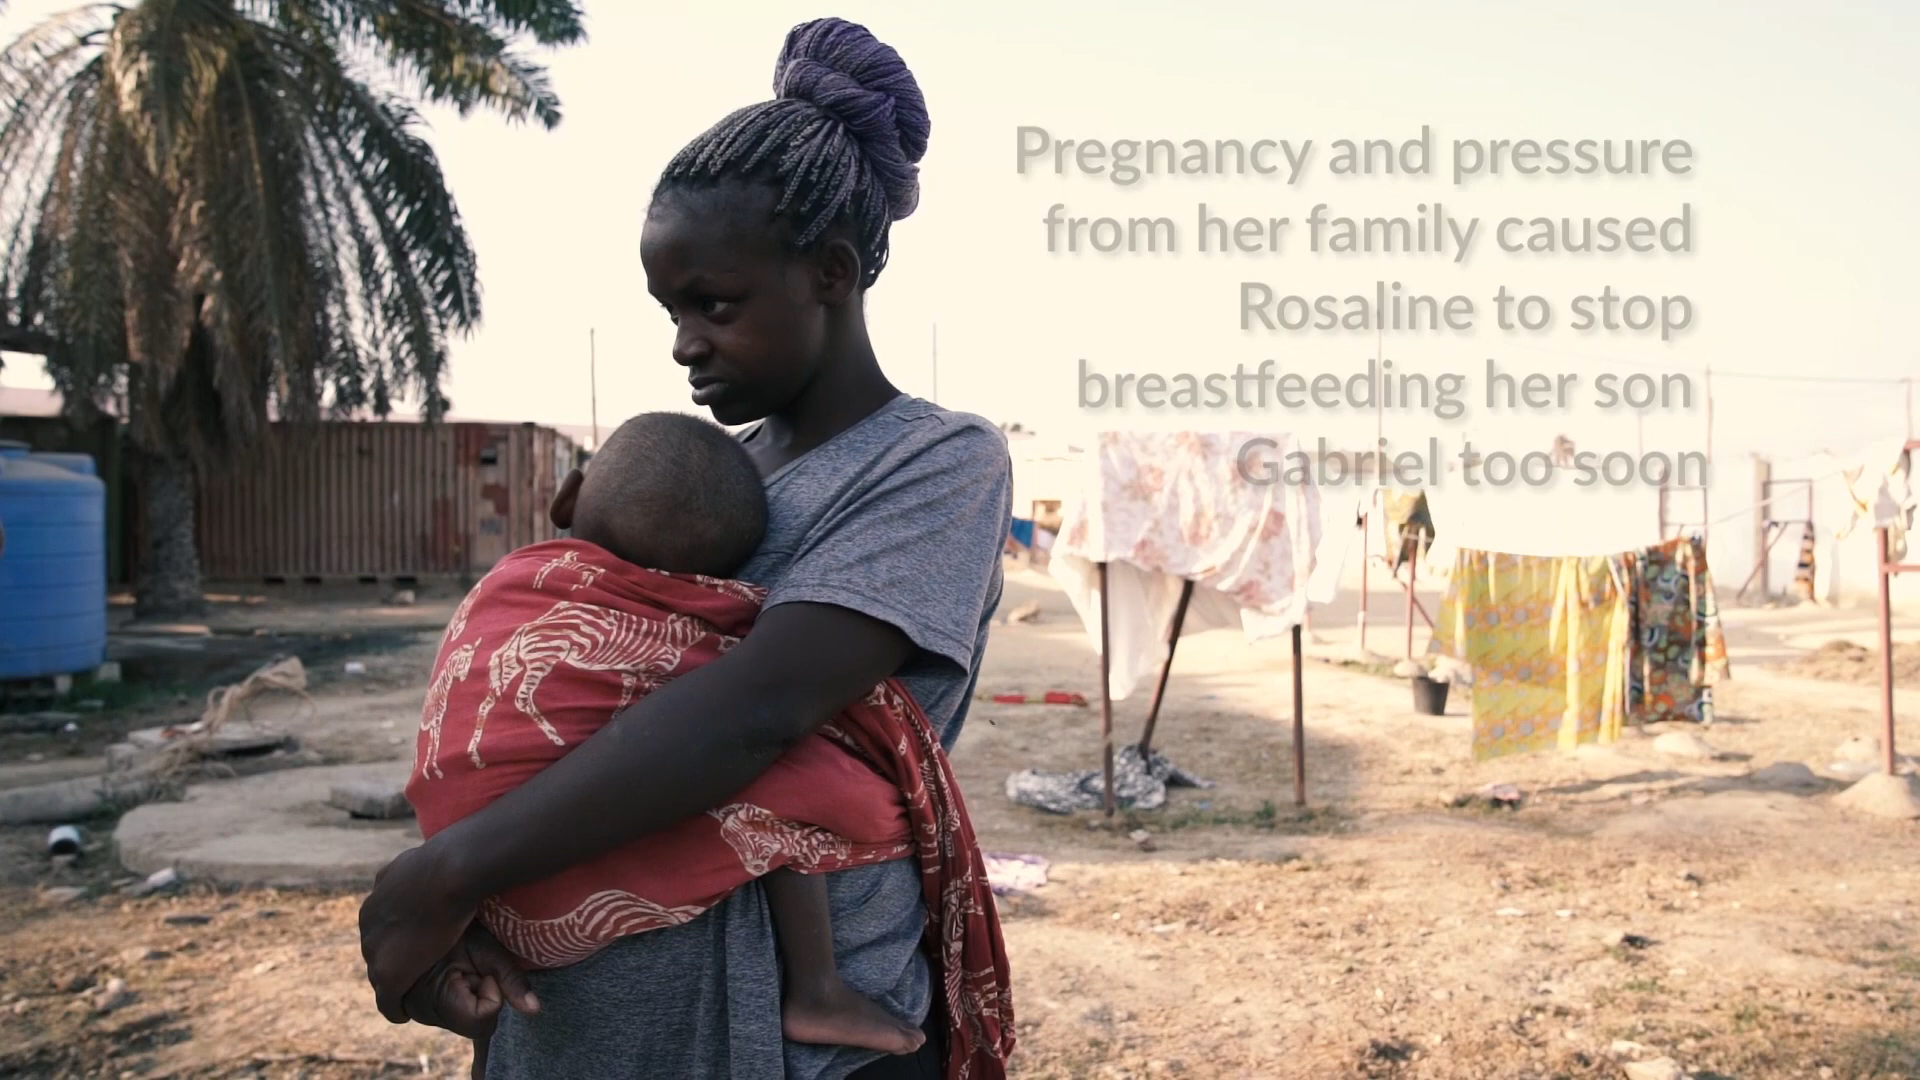 Pregnancy and pressure
from her family caused
Rosaline to stop
breastfeeding her son
Gabriel too soon